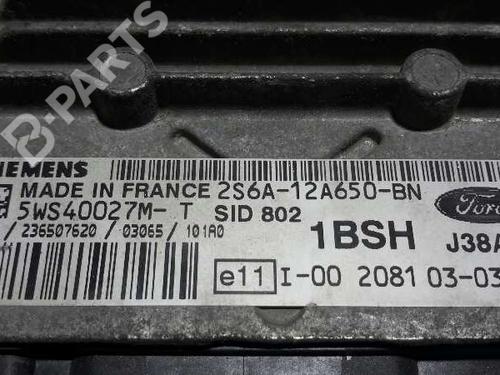 B-PARTS
SIEMENS
MADE IN FRANCE 2S6A-12A650-BN
5WS40027M- T SID 802
/ 236507620 / 03065 / 101A0
Ford
1BSH J38A
e11 I-00 2081 03-03